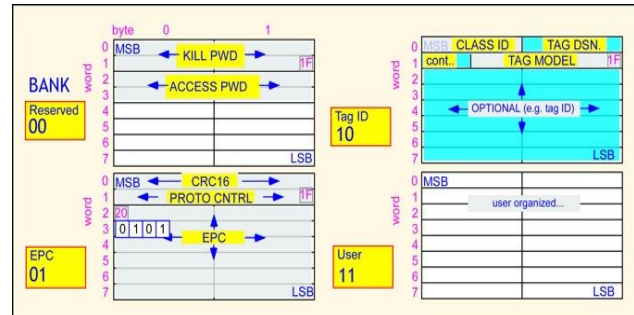 byte 0 1
BANK
word
0 MSB KILL PWD
1 1F
2 ACCESS PWD
3
4
5
6
7 LSB
Reserved
00
word
0 MSB CRC16
1 PROTO CNTRL 1F
2 20
3 0 1 0 1 EPC
4
5
6
7 LSB
EPC
01
word
0 MSB CLASS ID TAG DSN.
1 cont.. TAG MODEL 1F
2
3
4 OPTIONAL (e.g. tag ID)
5
6
7 LSB
Tag ID
10
word
0 MSB
1 user organized...
2
3
4
5
6
7 LSB
User
11